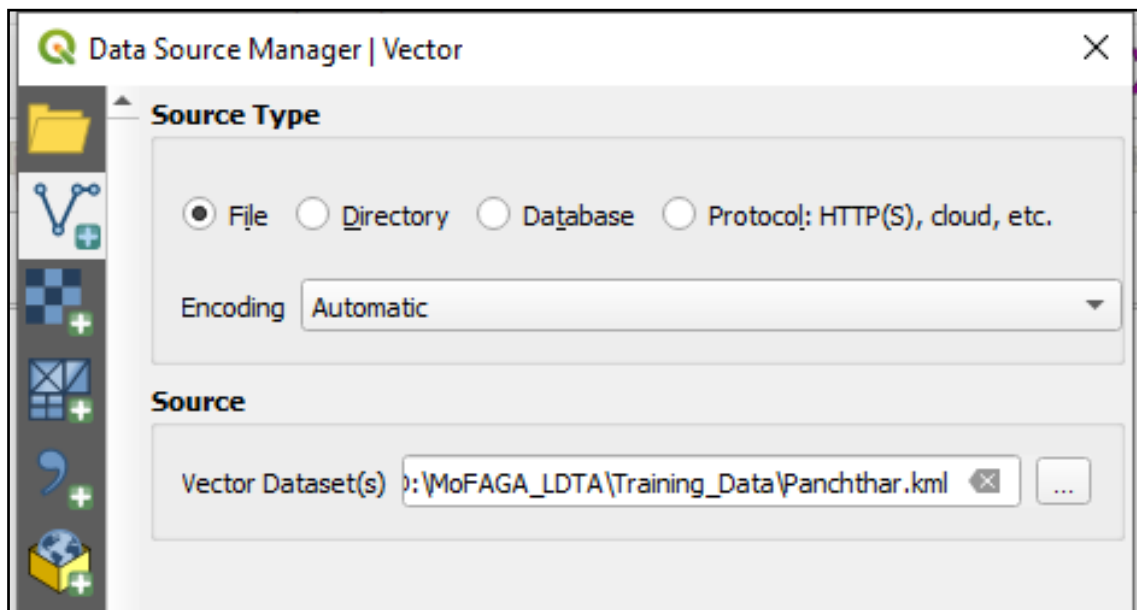 Data Source Manager | Vector
Source Type
File Directory Database Protocol: HTTP(S), cloud, etc.
Encoding Automatic
Source
Vector Dataset(s) D:\MoFAGA_LDTA\Training_Data\Panchthar.kml ...